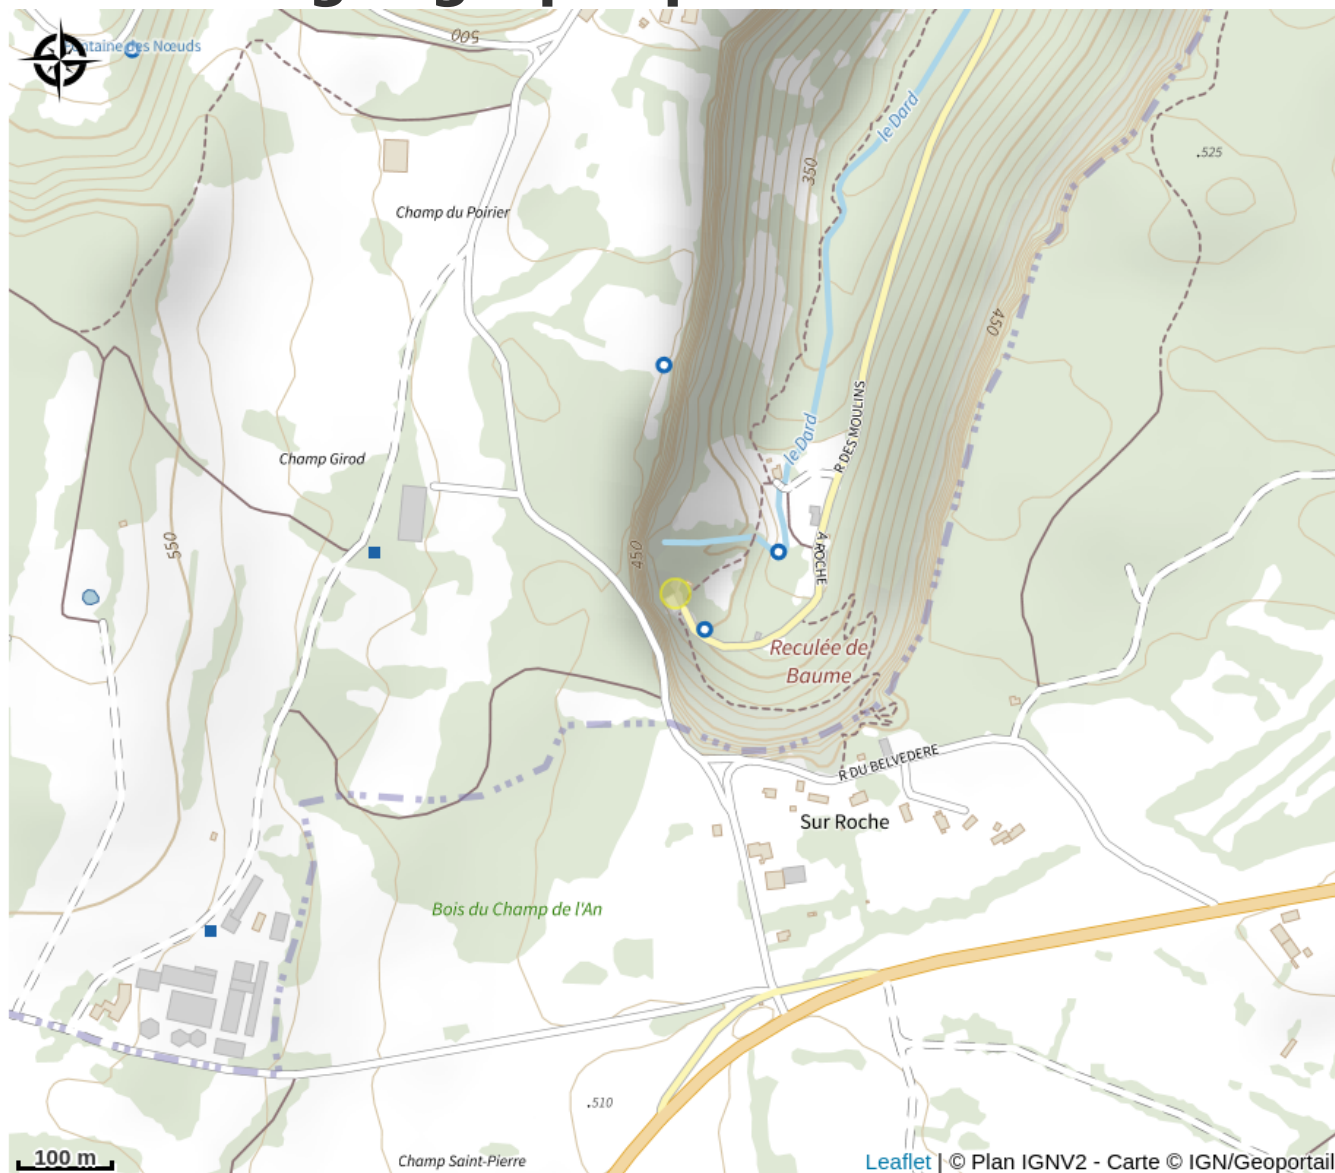 Fontaine des Nœuds
500
le Dard
350
.525
Champ du Poirier
450
R DES MOULINS
le Dard
Champ Girod
550
450
À ROCHE
Reculée de
Baume
R DU BELVEDERE
Sur Roche
Bois du Champ de l'An
.510
100 m
Champ Saint-Pierre
Leaflet | © Plan IGNV2 - Carte © IGN/Geoportail